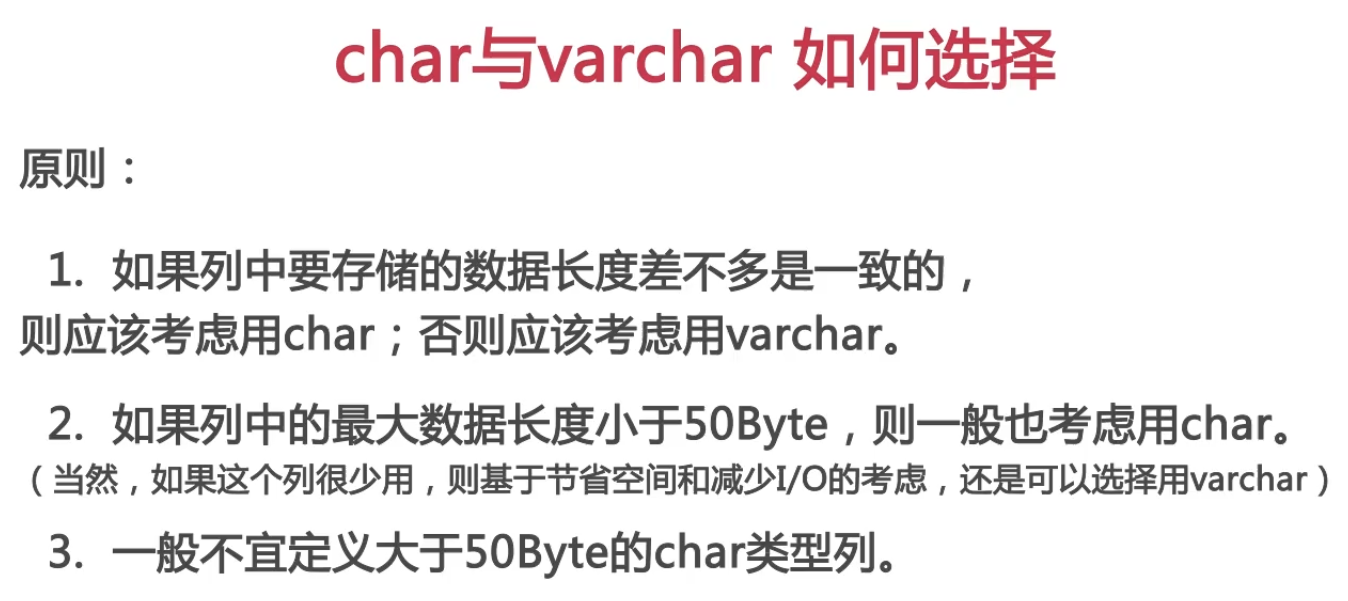 char与varchar 如何选择
原则：
1. 如果列中要存储的数据长度差不多是一致的，
则应该考虑用char；否则应该考虑用varchar。
2. 如果列中的最大数据长度小于50Byte，则一般也考虑用char。
（当然，如果这个列很少用，则基于节省空间和减少I/O的考虑，还是可以选择用varchar）
3. 一般不宜定义大于50Byte的char类型列。